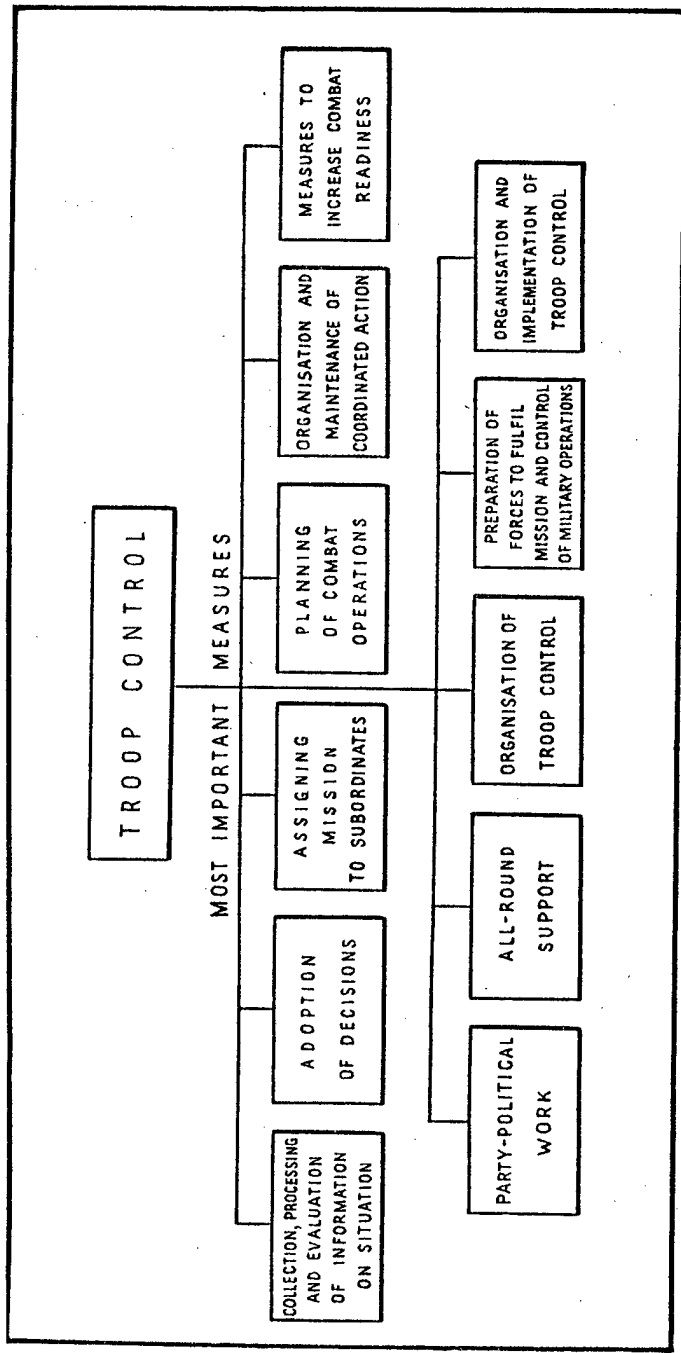 TROOP CONTROL
MOST IMPORTANT MEASURES
COLLECTION, PROCESSING
AND EVALUATION
OF INFORMATION
ON SITUATION
ADOPTION
OF DECISIONS
ASSIGNING
MISSION
TO SUBORDINATES
PLANNING
OF COMBAT
OPERATIONS
ORGANISATION AND
MAINTENANCE OF
COORDINATED ACTION
MEASURES TO
INCREASE COMBAT
READINESS
PARTY-POLITICAL
WORK
ALL-ROUND
SUPPORT
ORGANISATION OF
TROOP CONTROL
PREPARATION OF
FORCES TO FULFIL
MISSION AND CONTROL
OF MILITARY OPERATIONS
ORGANISATION AND
IMPLEMENTATION OF
TROOP CONTROL